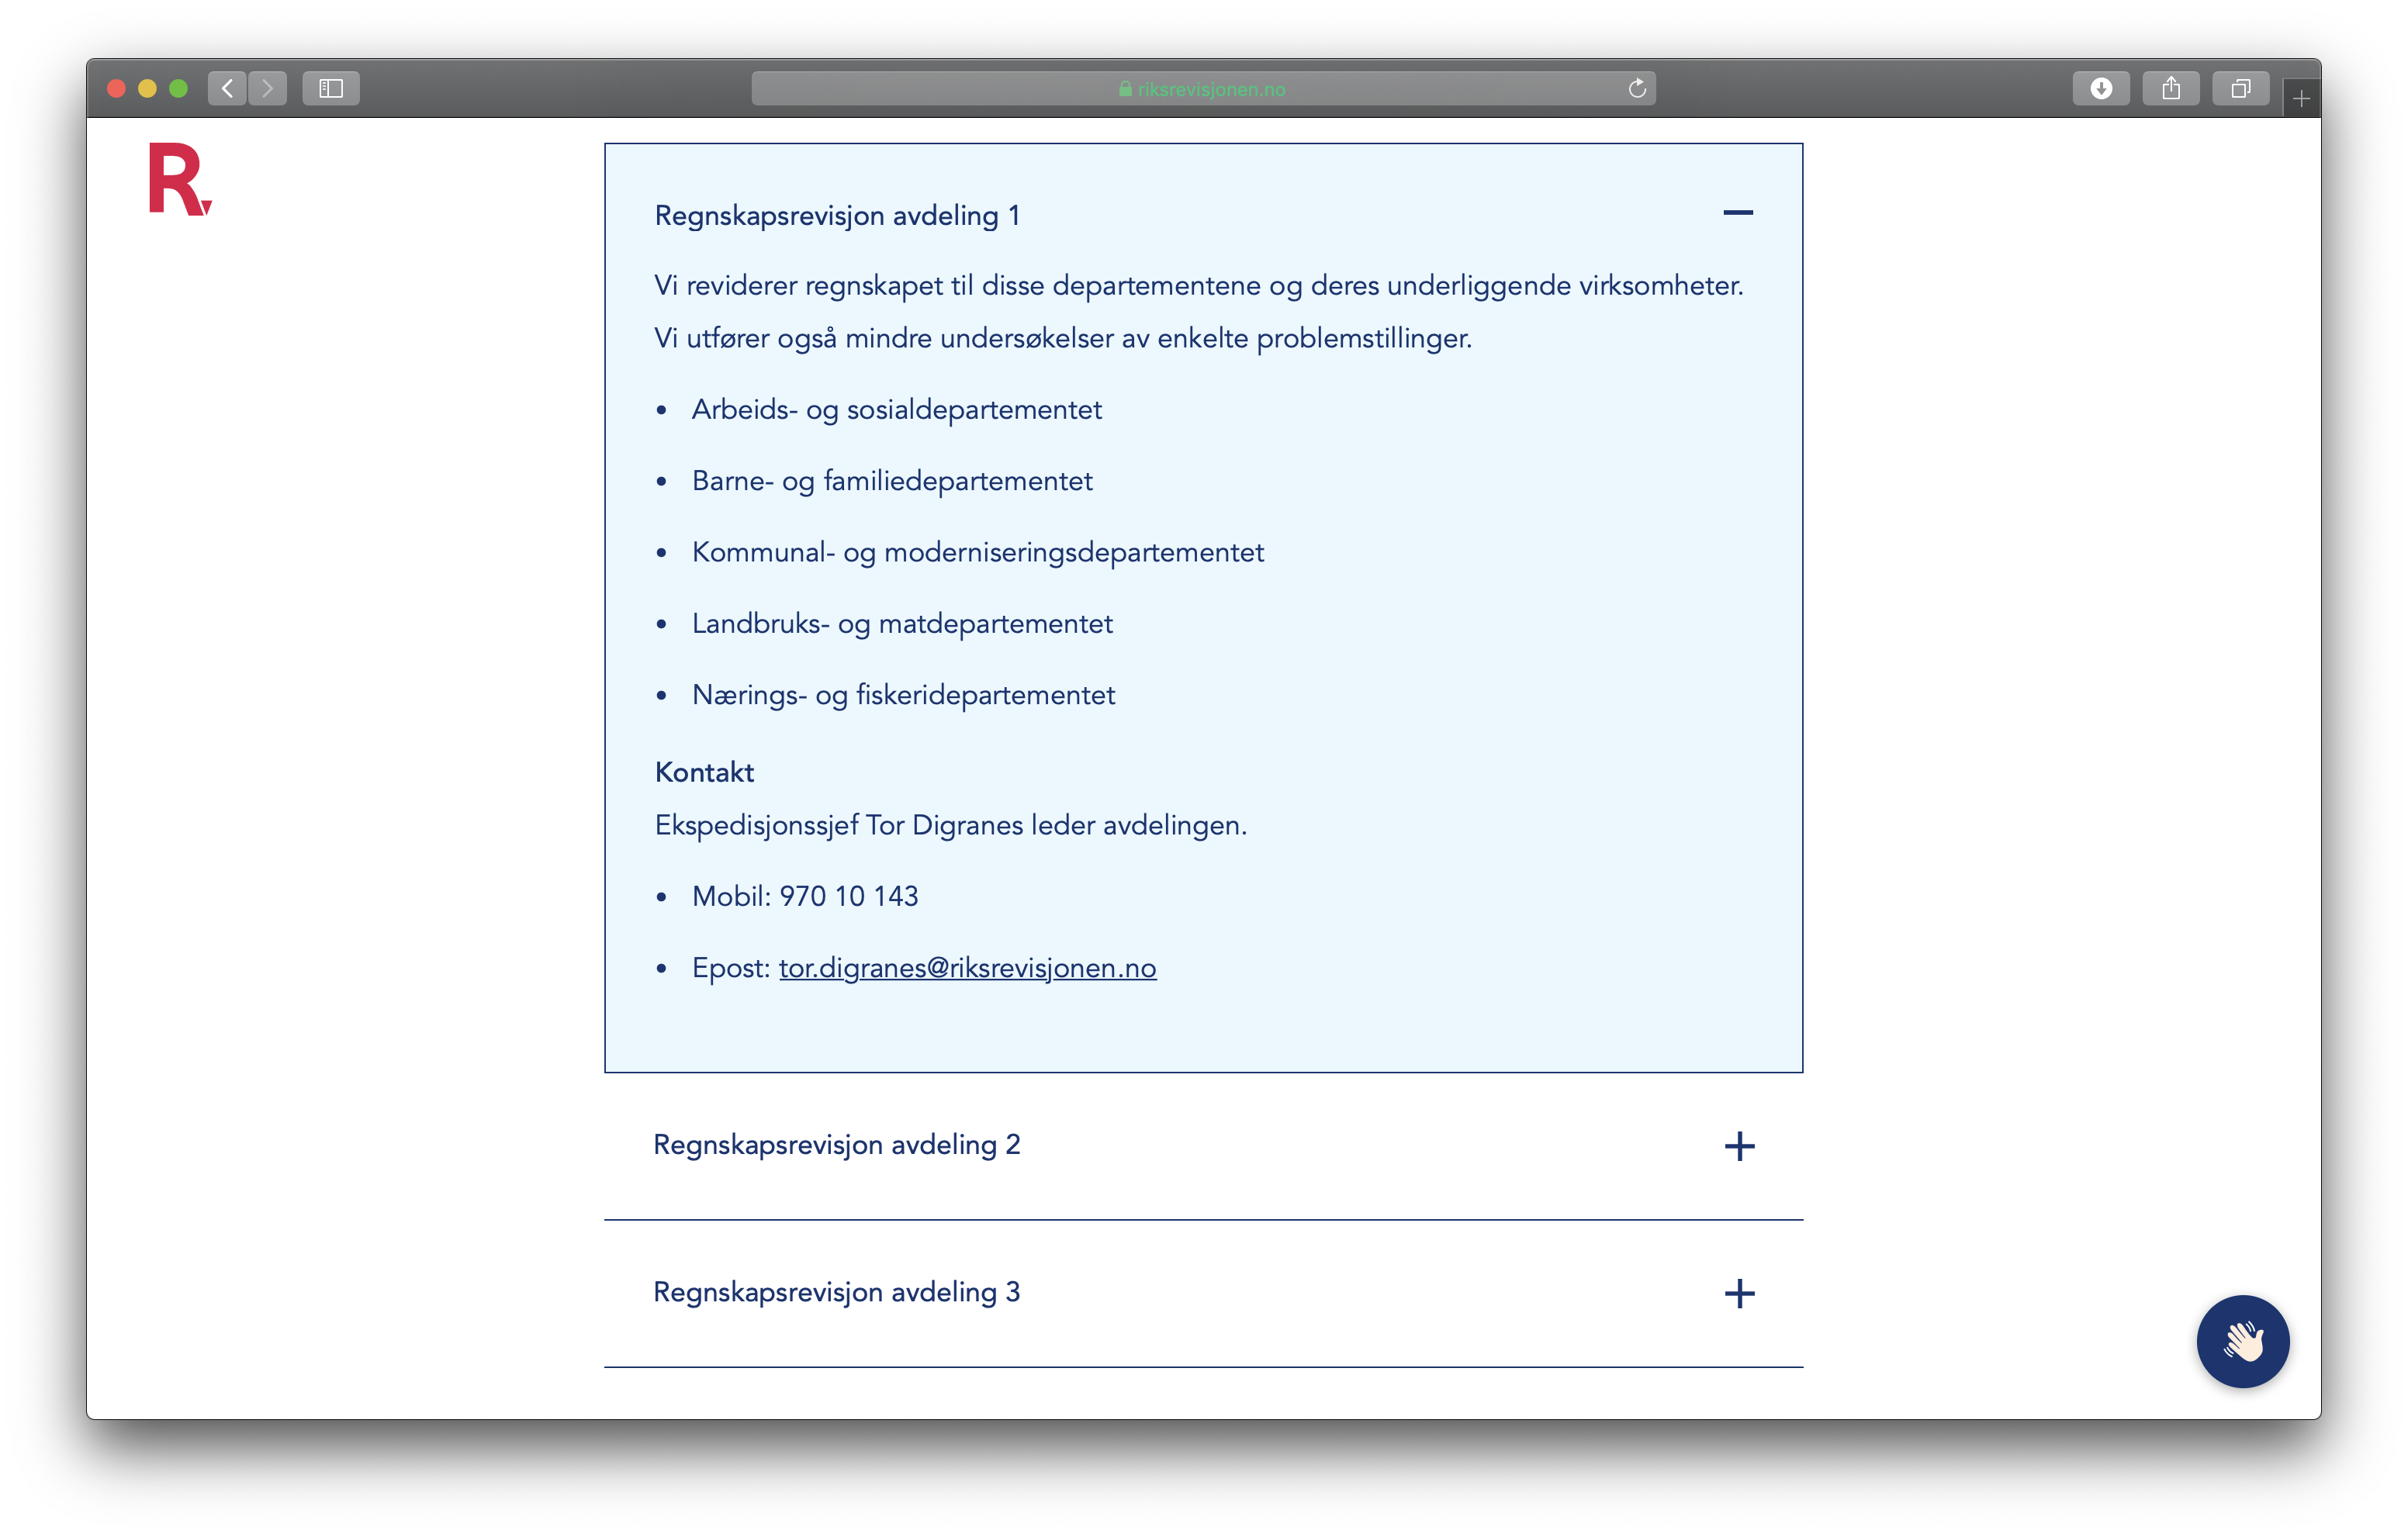 riksrevisjonen.no
R
Regnskapsrevisjon avdeling 1
Vi reviderer regnskapet til disse departementene og deres underliggende virksomheter.
Vi utfører også mindre undersøkelser av enkelte problemstillinger.
• Arbeids- og sosialdepartementet
• Barne- og familiedepartementet
• Kommunal- og moderniseringsdepartementet
• Landbruks- og matdepartementet
• Nærings- og fiskeridepartementet
Kontakt
Ekspedisjonssjef Tor Digranes leder avdelingen.
• Mobil: 970 10 143
• Epost: tor.digranes@riksrevisjonen.no
Regnskapsrevisjon avdeling 2
Regnskapsrevisjon avdeling 3